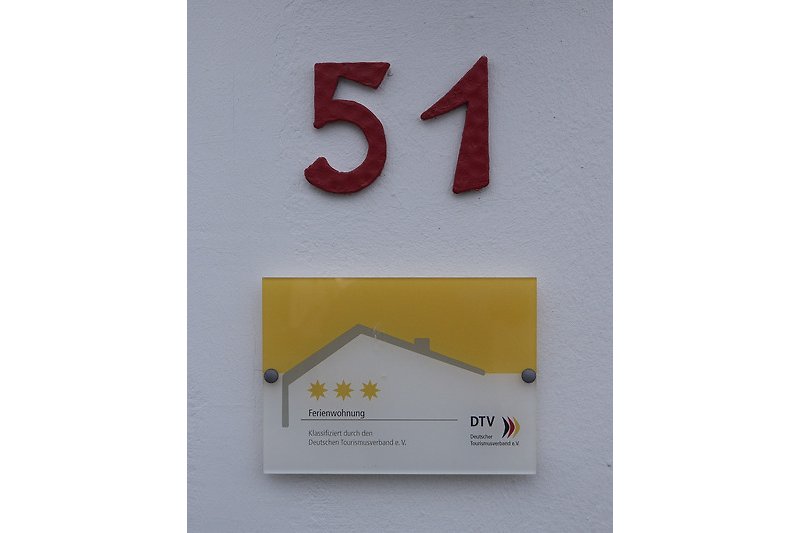 51
Ferienwohnung
Klassifiziert durch den
Deutschen Tourismusverband e. V.
DTV
Deutscher
Tourismusverband e.V.